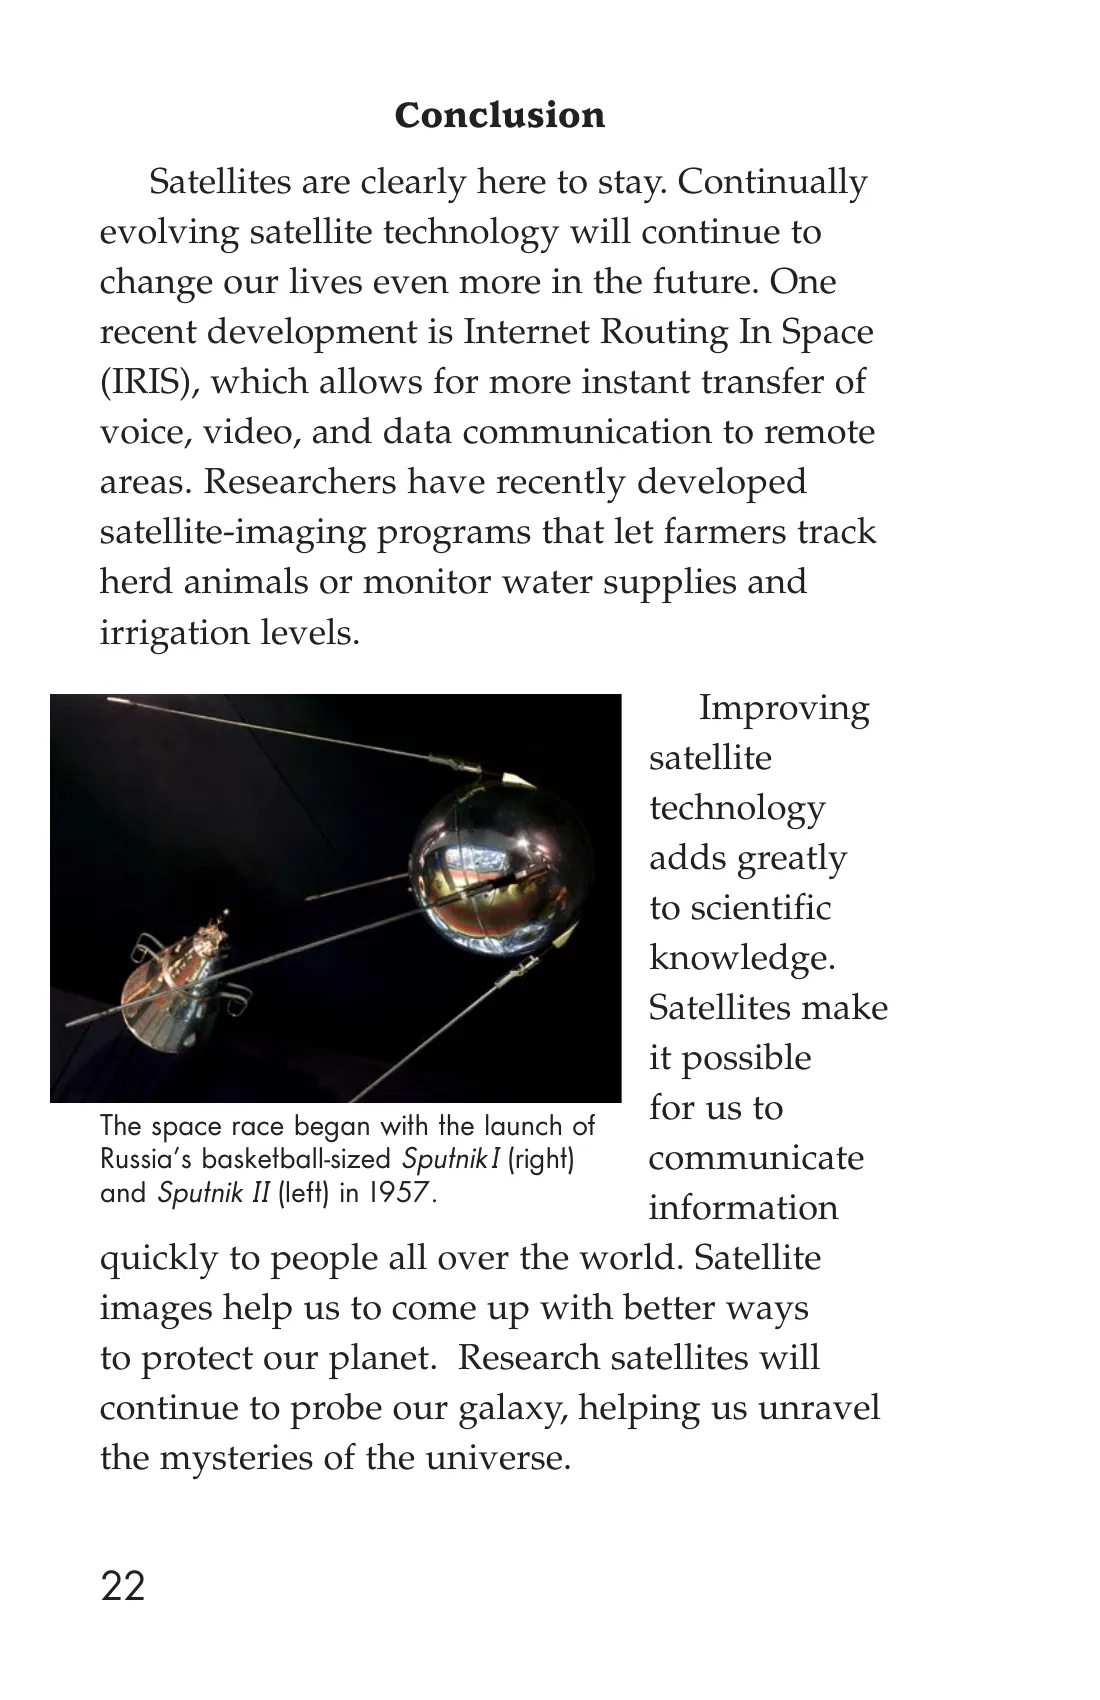 Conclusion
Satellites are clearly here to stay. Continually
evolving satellite technology will continue to
change our lives even more in the future. One
recent development is Internet Routing In Space
(IRIS), which allows for more instant transfer of
voice, video, and data communication to remote
areas. Researchers have recently developed
satellite-imaging programs that let farmers track
herd animals or monitor water supplies and
irrigation levels.
The space race began with the launch of
Russia's basketball-sized Sputnik I (right)
and Sputnik II (left) in 1957.
Improving
satellite
technology
adds greatly
to scientific
knowledge.
Satellites make
it possible
for us to
communicate
information
quickly to people all over the world. Satellite
images help us to come up with better ways
to protect our planet.  Research satellites will
continue to probe our galaxy, helping us unravel
the mysteries of the universe.
22